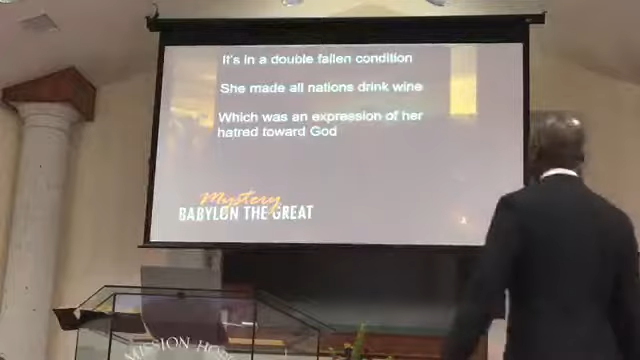 It's in a double fallen condition
She made all nations drink wine
Which was an expression of her
hatred toward God
Mystery
BABYLON THE GREAT
MISSION